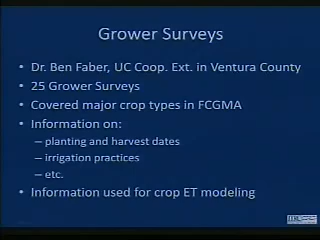 Grower Surveys
• Dr. Ben Faber, UC Coop. Ext. in Ventura County
• 25 Grower Surveys
• Covered major crop types in FCGMA
• Information on:
– planting and harvest dates
– irrigation practices
– etc.
• Information used for crop ET modeling